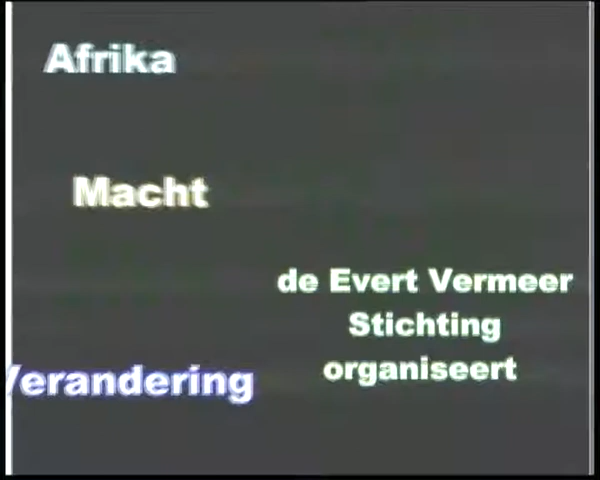 Afrika
Macht
de Evert Vermeer
Stichting
organiseert
Verandering